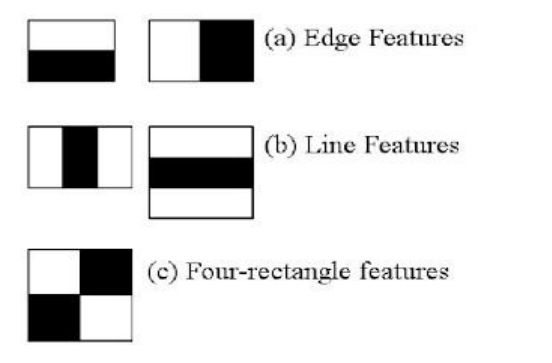 (a) Edge Features
(b) Line Features
(c) Four-rectangle features